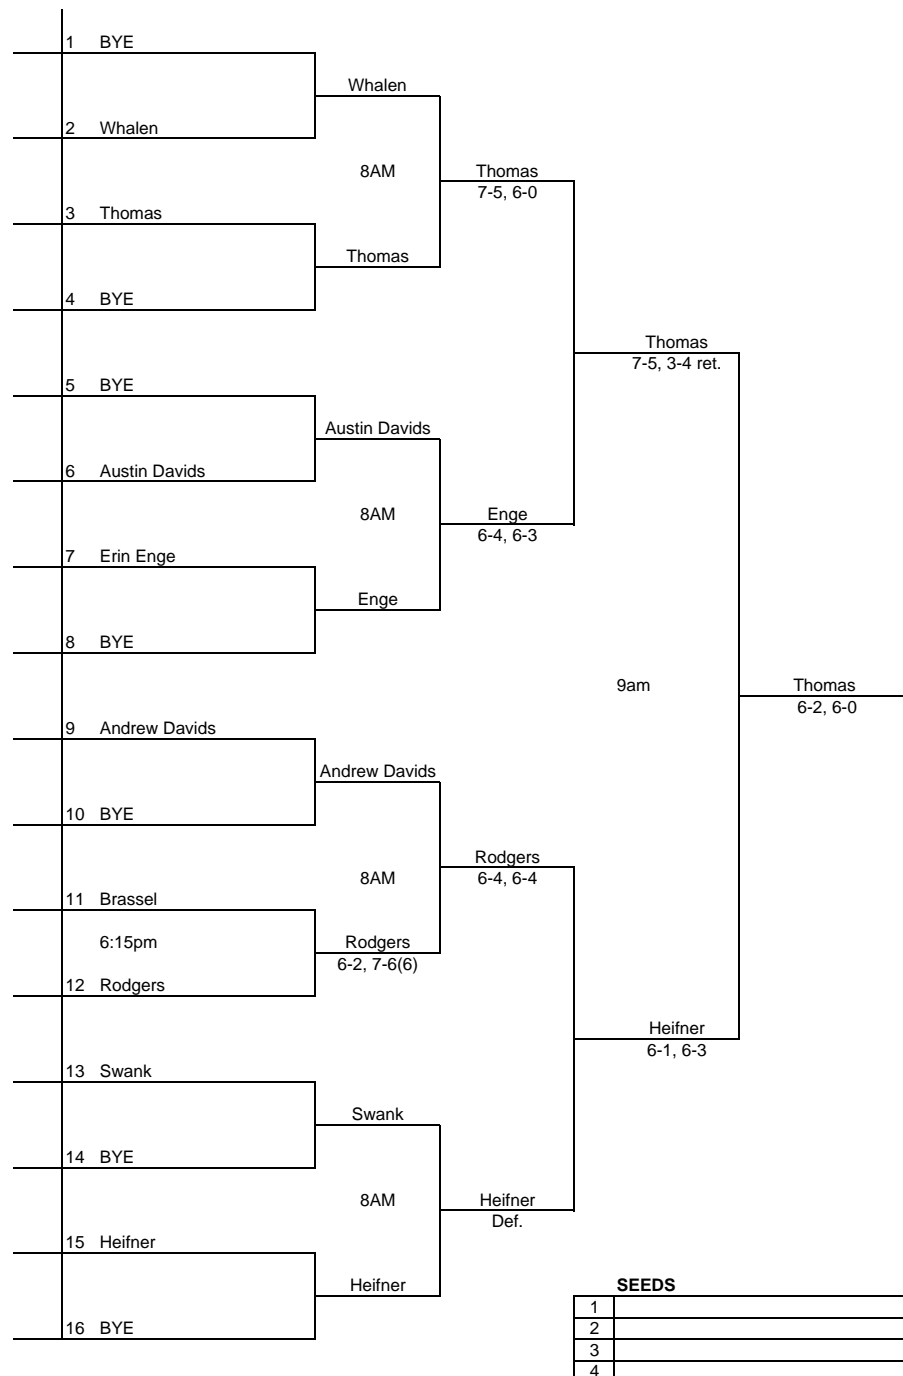 1 BYE
Whalen
2 Whalen
8AM
Thomas
7-5, 6-0
3 Thomas
Thomas
4 BYE
Thomas
7-5, 3-4 ret.
5 BYE
Austin Davids
6 Austin Davids
8AM
Enge
6-4, 6-3
7 Erin Enge
Enge
8 BYE
9am
Thomas
6-2, 6-0
9 Andrew Davids
Andrew Davids
10 BYE
Rodgers
6-4, 6-4
8AM
11 Brassel
6:15pm
Rodgers
6-2, 7-6(6)
12 Rodgers
Heifner
6-1, 6-3
13 Swank
Swank
14 BYE
8AM
Heifner
Def.
15 Heifner
Heifner
16 BYE
SEEDS
1
2
3
4